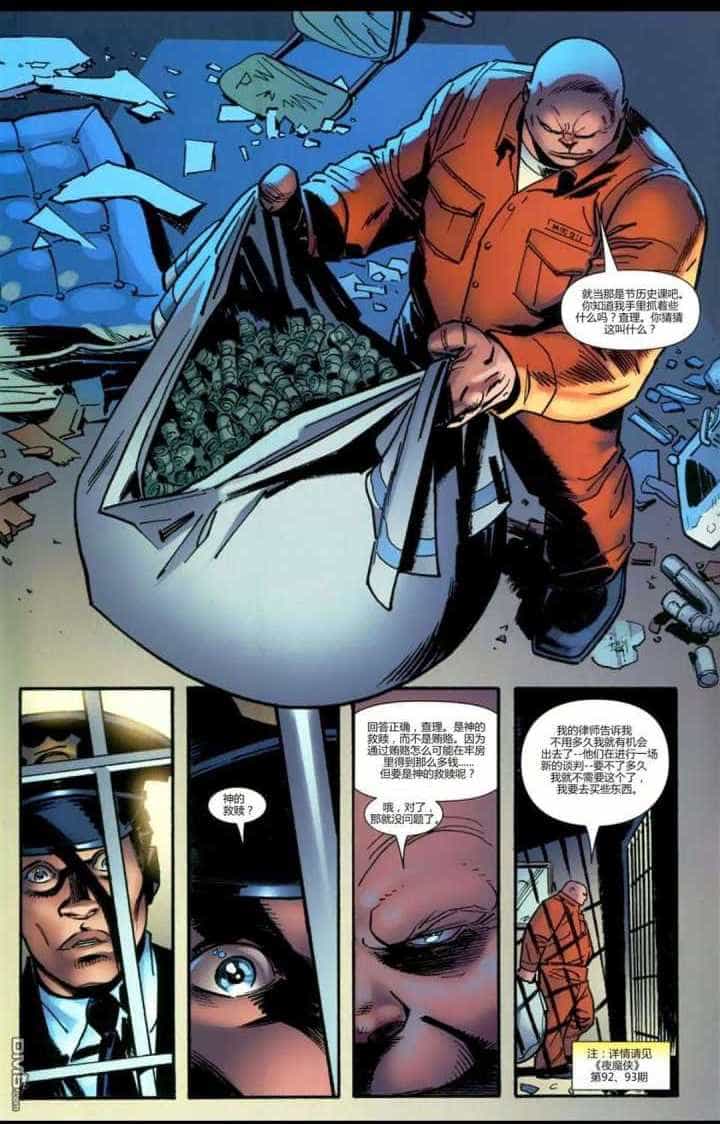 就当那是节历史课吧。
你知道我手里抓着些
什么吗？查理。你猜猜
这叫什么？
神的
救赎？
回答正确，查理。是神的
救赎，而不是贿赂。因为
通过贿赂怎么可能在牢房
里得到那么多钱......
但要是神的救赎呢？
哦，对了，
那就没问题了。
我的律师告诉我
不用多久我就有机会
出去了--他们在进行一场
新的谈判--要不了多久
我就不需要这个了，
我要去买些东西。
注：详情请见
《夜魔侠》
第92、93期